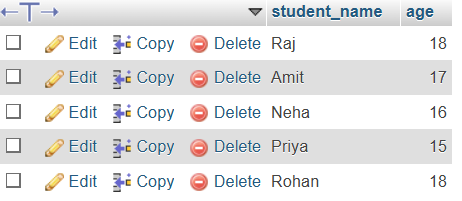 ←T→ student_name age
Edit Copy Delete Raj 18
Edit Copy Delete Amit 17
Edit Copy Delete Neha 16
Edit Copy Delete Priya 15
Edit Copy Delete Rohan 18